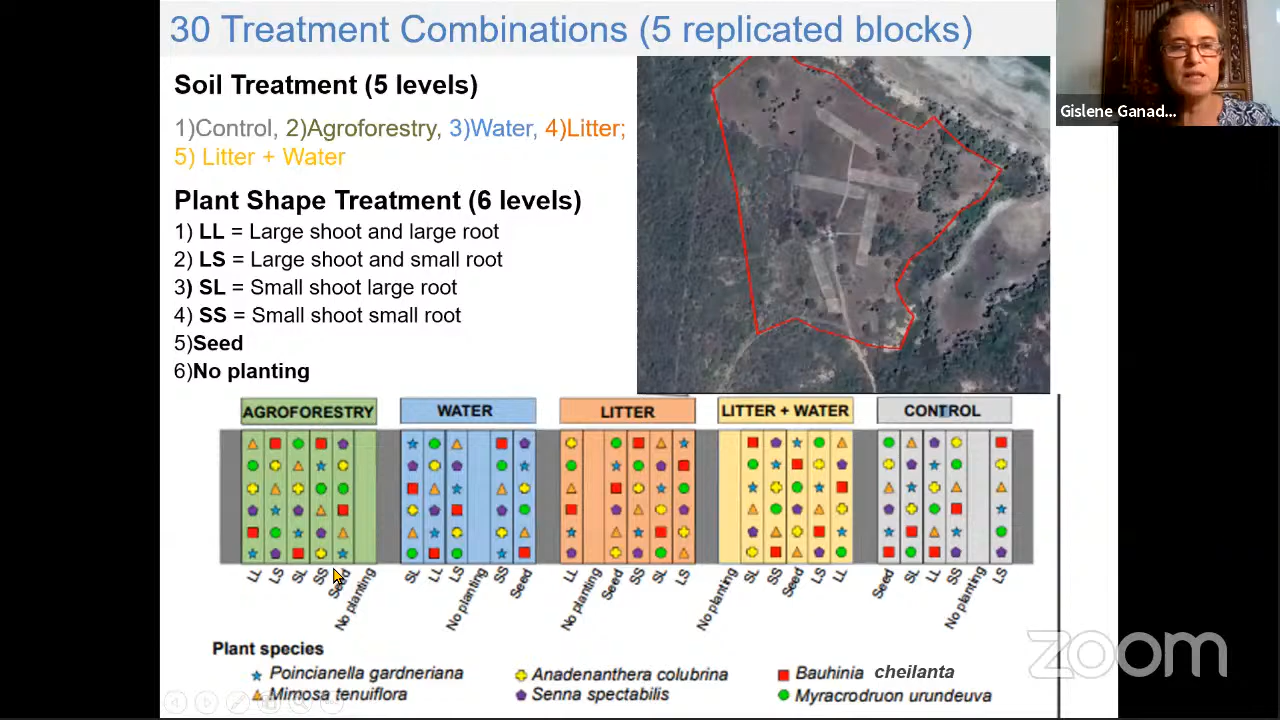 30 Treatment Combinations (5 replicated blocks)
Gislene Ganad...
Soil Treatment (5 levels)
1)Control, 2)Agroforestry, 3)Water, 4)Litter;
5) Litter + Water
Plant Shape Treatment (6 levels)
1) LL = Large shoot and large root
2) LS = Large shoot and small root
3) SL = Small shoot large root
4) SS = Small shoot small root
5)Seed
6)No planting
AGROFORESTRY WATER LITTER LITTER + WATER CONTROL
LL LS SL SS Seed No planting SL LL LS No planting SS Seed LL No planting Seed SS SL LS No planting SL SS Seed LS LL Seed SL LL SS No planting LS
Plant species
Poincianella gardneriana Anadenanthera colubrina Bauhinia cheilanta
Mimosa tenuiflora Senna spectabilis Myracrodruon urundeuva
zoom